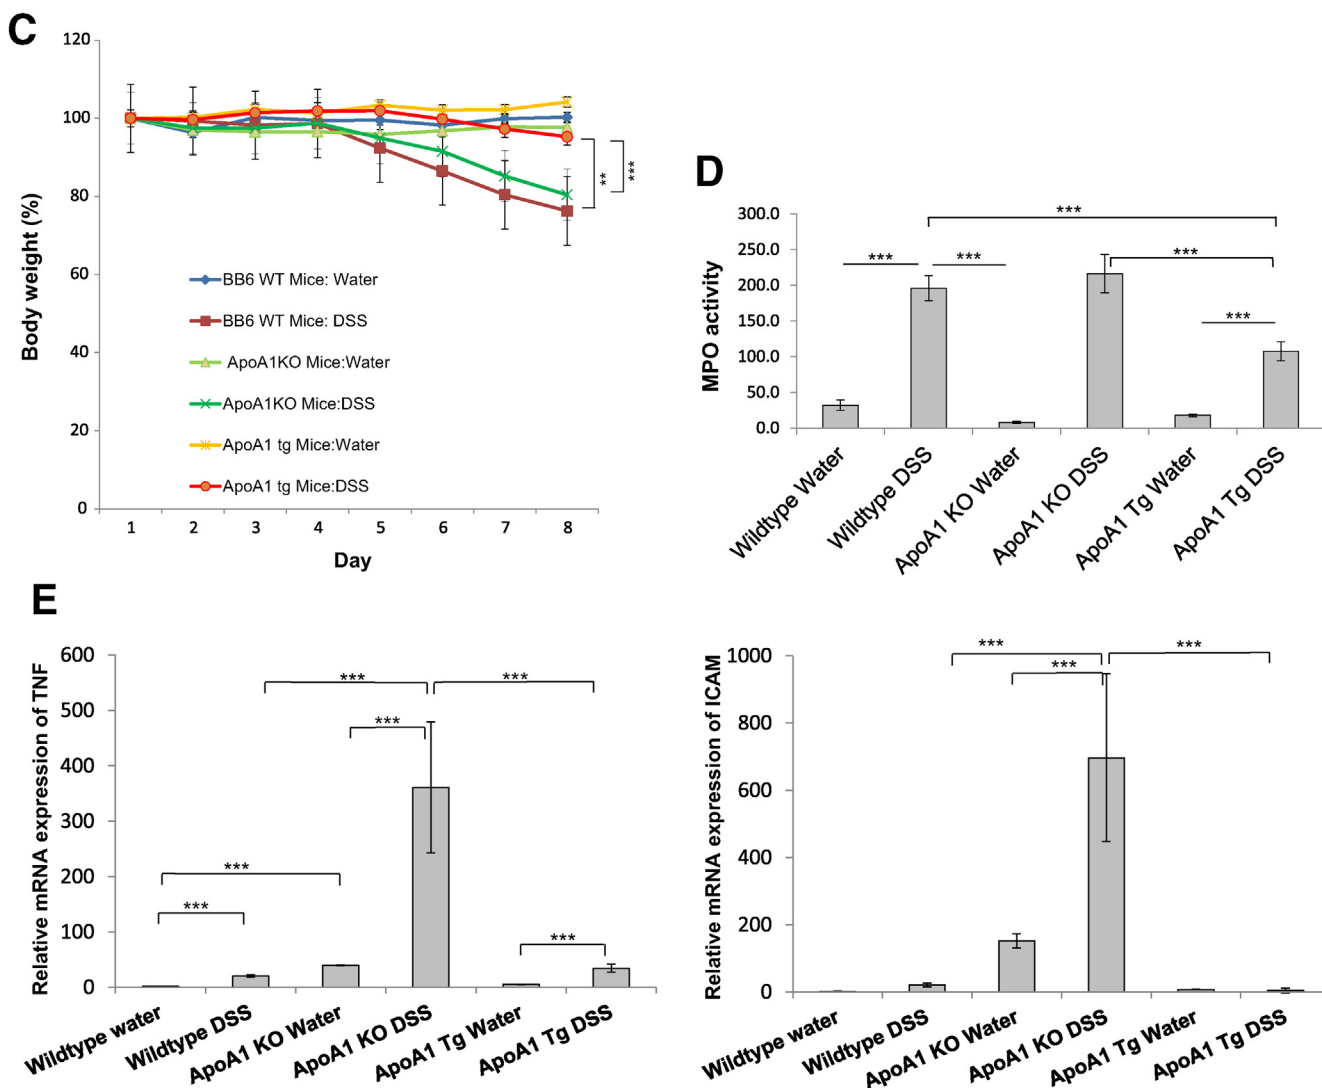 C
120
100
80
60
40
20
0
Body weight (%)
1 2 3 4 5 6 7 8
Day
**
***
BB6 WT Mice: Water
BB6 WT Mice: DSS
ApoA1KO Mice:Water
ApoA1KO Mice:DSS
ApoA1 tg Mice:Water
ApoA1 tg Mice:DSS
D
MPO activity
300.0
250.0
200.0
150.0
100.0
50.0
0.0
***
***
***
***
***
Wildtype Water
Wildtype DSS
ApoA1 KO Water
ApoA1 KO DSS
ApoA1 Tg Water
ApoA1 Tg DSS
E
Relative mRNA expression of TNF
600
500
400
300
200
100
0
***
***
***
***
***
***
Wildtype water
Wildtype DSS
ApoA1 KO Water
ApoA1 KO DSS
ApoA1 Tg Water
ApoA1 Tg DSS
Relative mRNA expression of ICAM
1000
800
600
400
200
0
***
***
***
Wildtype water
Wildtype DSS
ApoA1 KO Water
ApoA1 KO DSS
ApoA1 Tg Water
ApoA1 Tg DSS